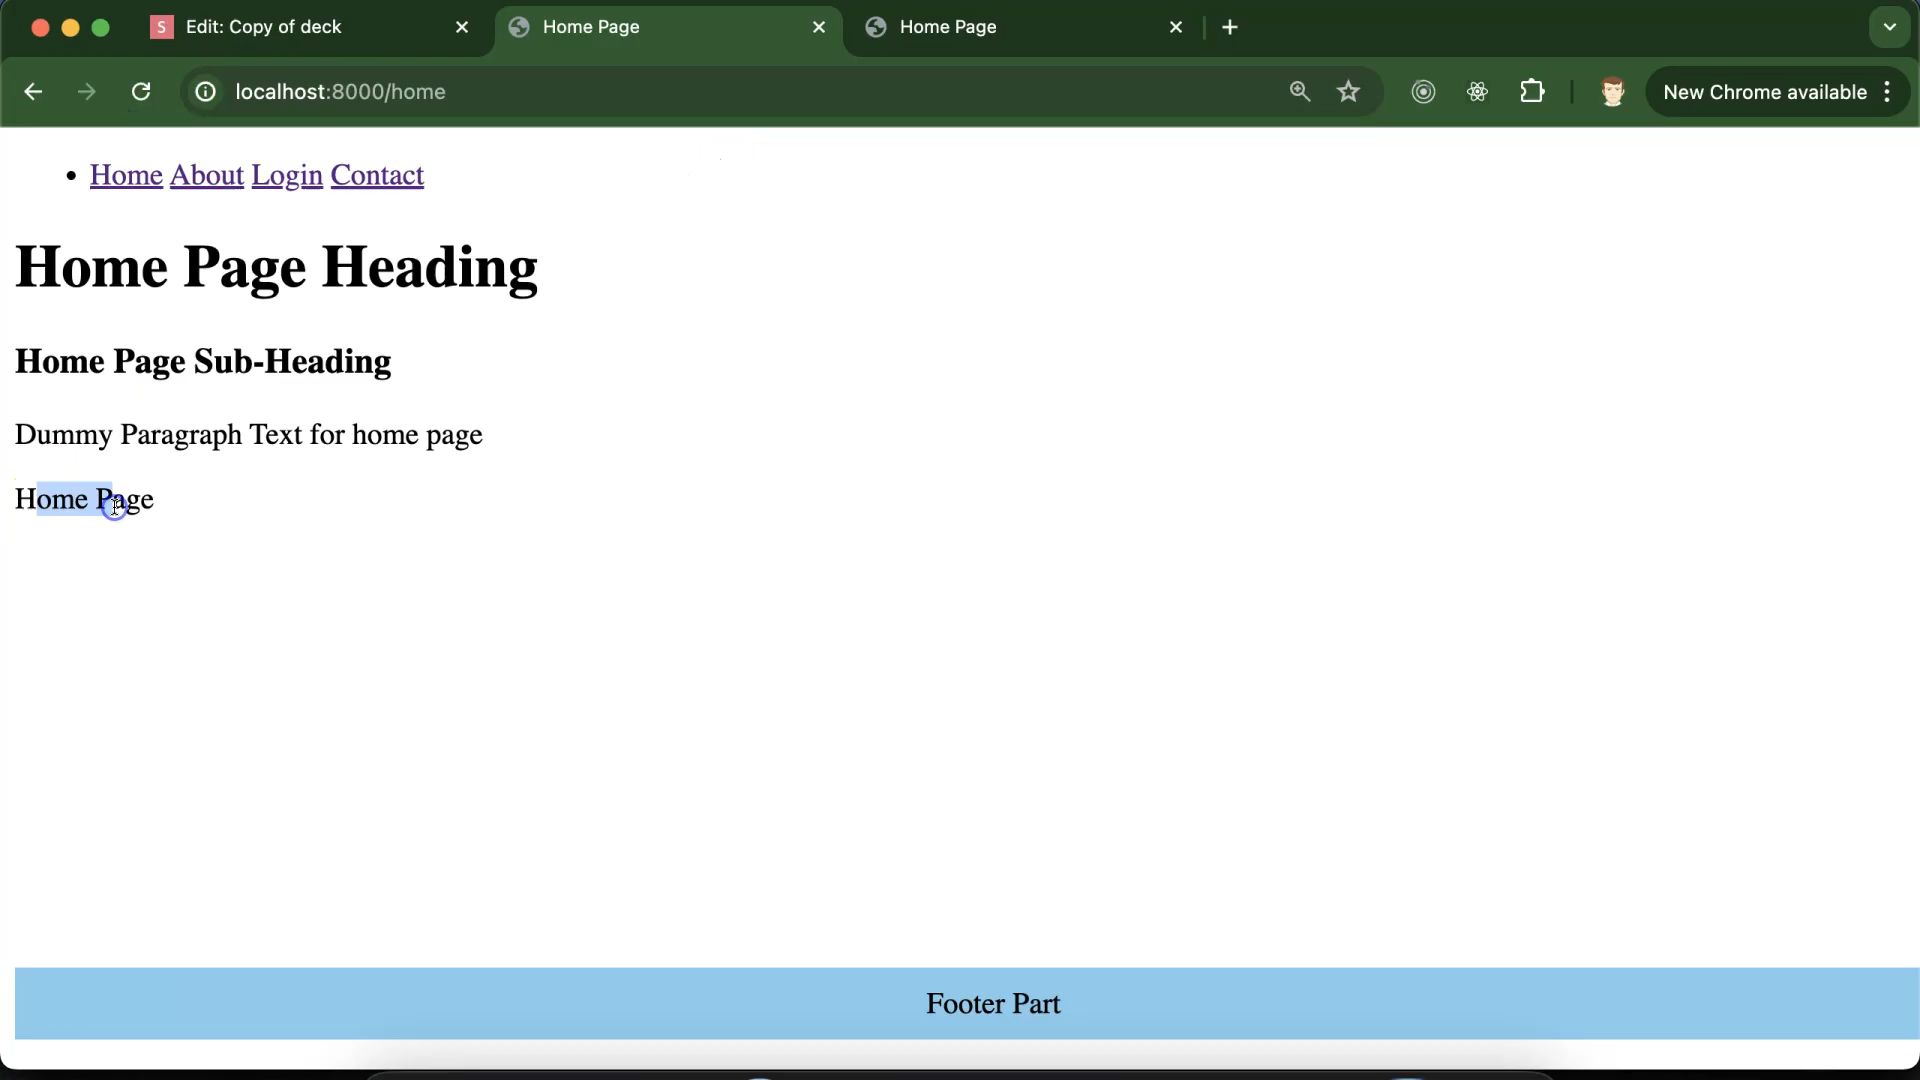 S Edit: Copy of deck
Home Page
Home Page
localhost:8000/home
New Chrome available
Home About Login Contact
Home Page Heading
Home Page Sub-Heading
Dummy Paragraph Text for home page
Home Page
Footer Part